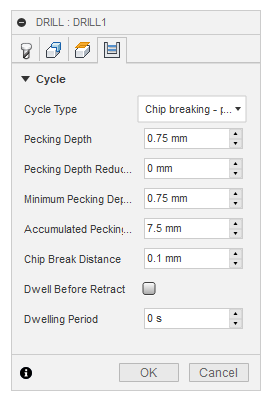 DRILL : DRILL1
Cycle
Cycle Type Chip breaking - p...
Pecking Depth 0.75 mm
Pecking Depth Reduc... 0 mm
Minimum Pecking Dep... 0.75 mm
Accumulated Pecking... 7.5 mm
Chip Break Distance 0.1 mm
Dwell Before Retract
Dwelling Period 0 s
OK Cancel